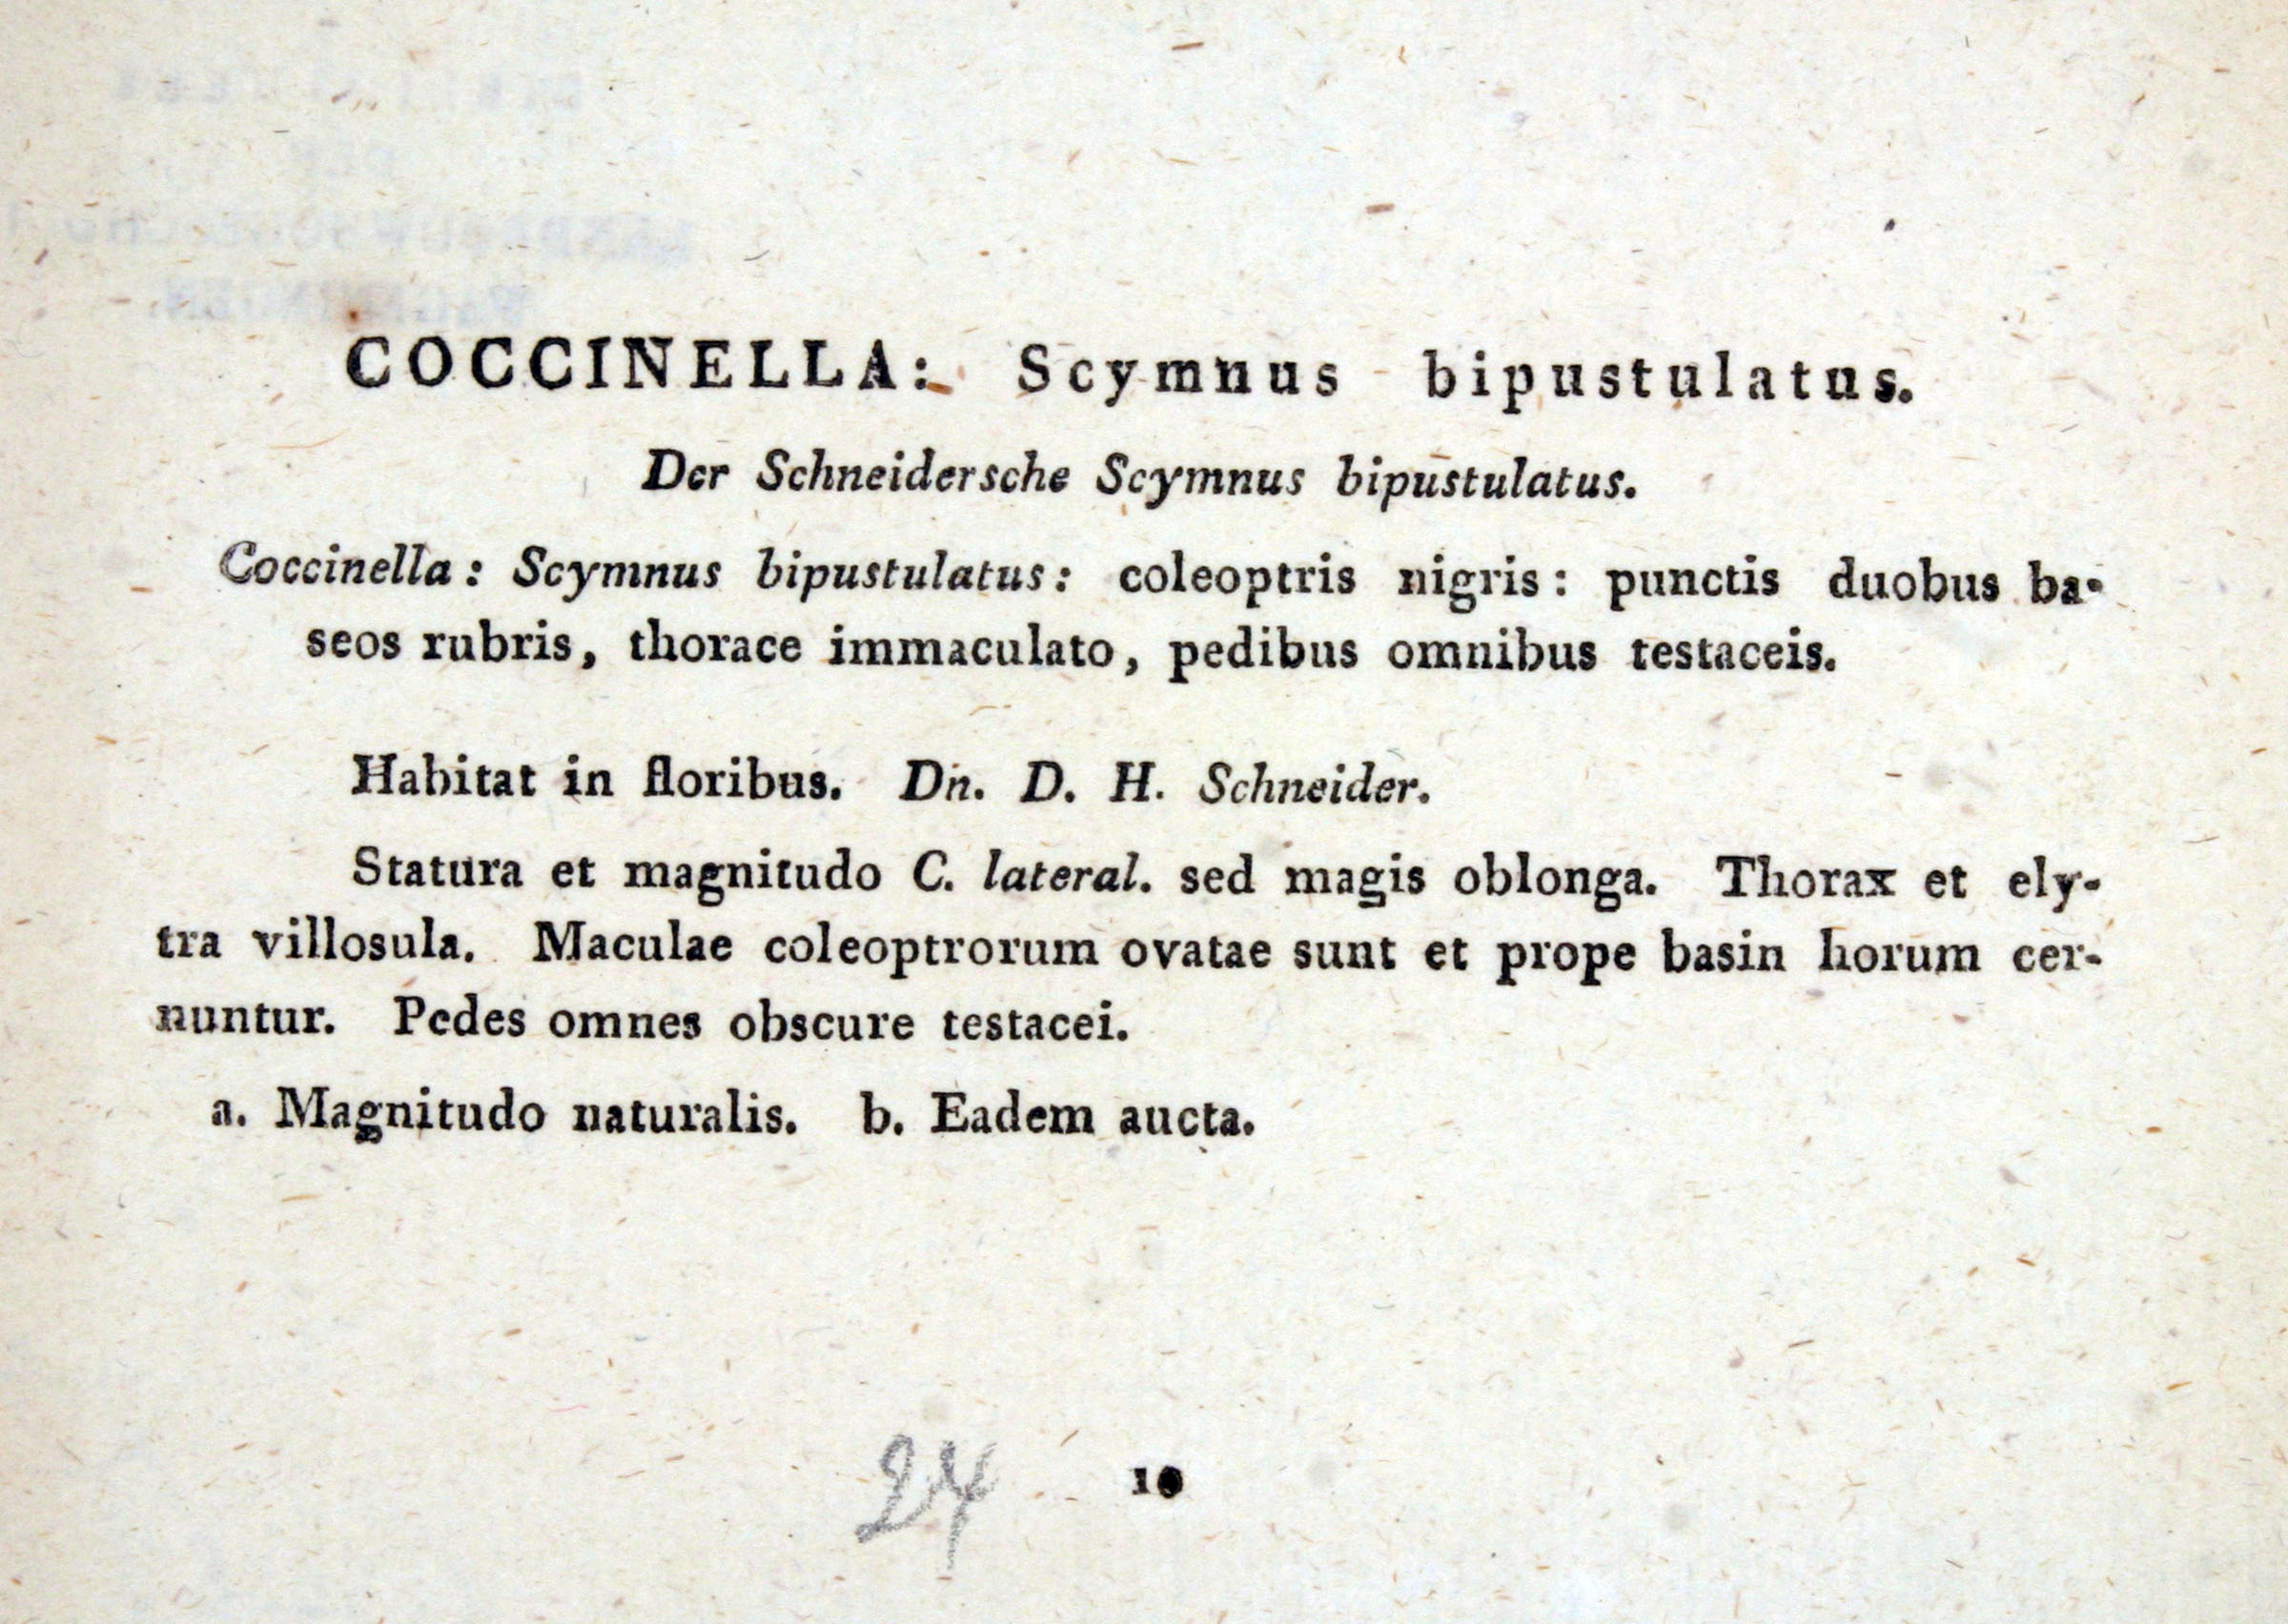 COCCINELLA: Scymnus bipustulatus.
Der Schneidersche Scymnus bipustulatus.
Coccinella: Scymnus bipustulatus: coleoptris nigris: punctis duobus ba-
seos rubris, thorace immaculato, pedibus omnibus testaceis.
Habitat in floribus. Dn. D. H. Schneider.
Statura et magnitudo C. lateral. sed magis oblonga. Thorax et ely-
tra villosula. Maculae coleoptrorum ovatae sunt et prope basin horum cer-
nuntur. Pedes omnes obscure testacei.
a. Magnitudo naturalis. b. Eadem aucta.
24 10